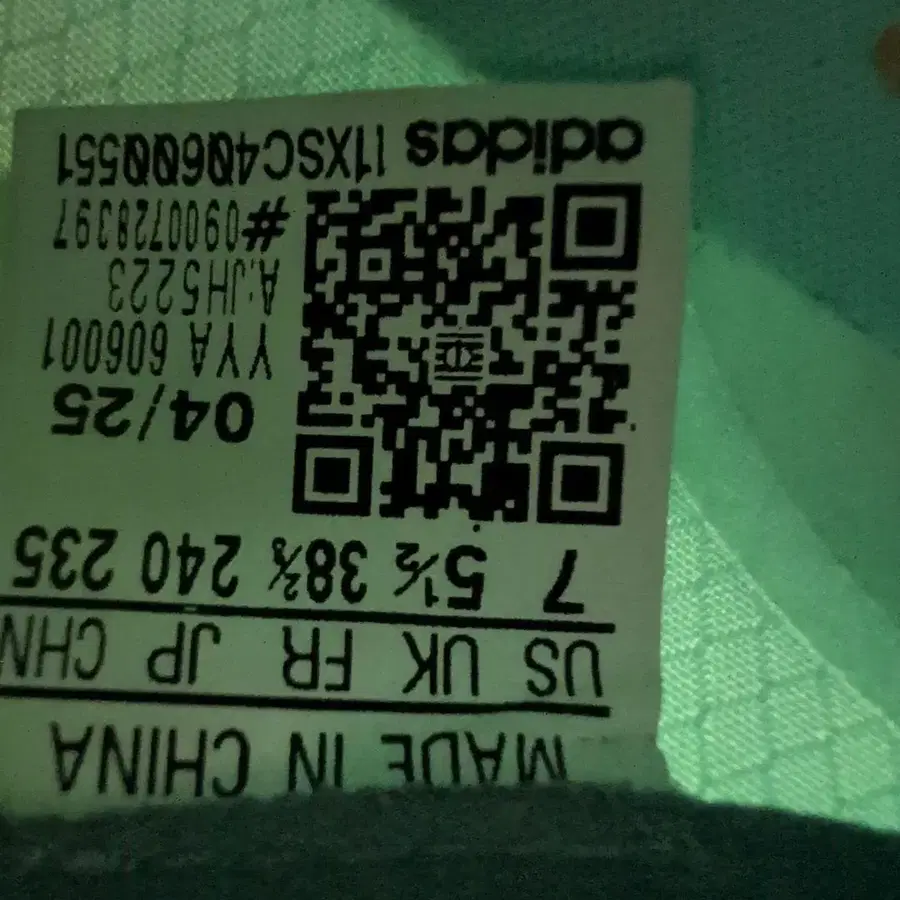 MADE IN CHINA
US UK FR JP CHN
7 5½ 38⅔ 240 235
04/25
YYA 606001
A:JH5223
#0900728397
adidas I1XSC40600551